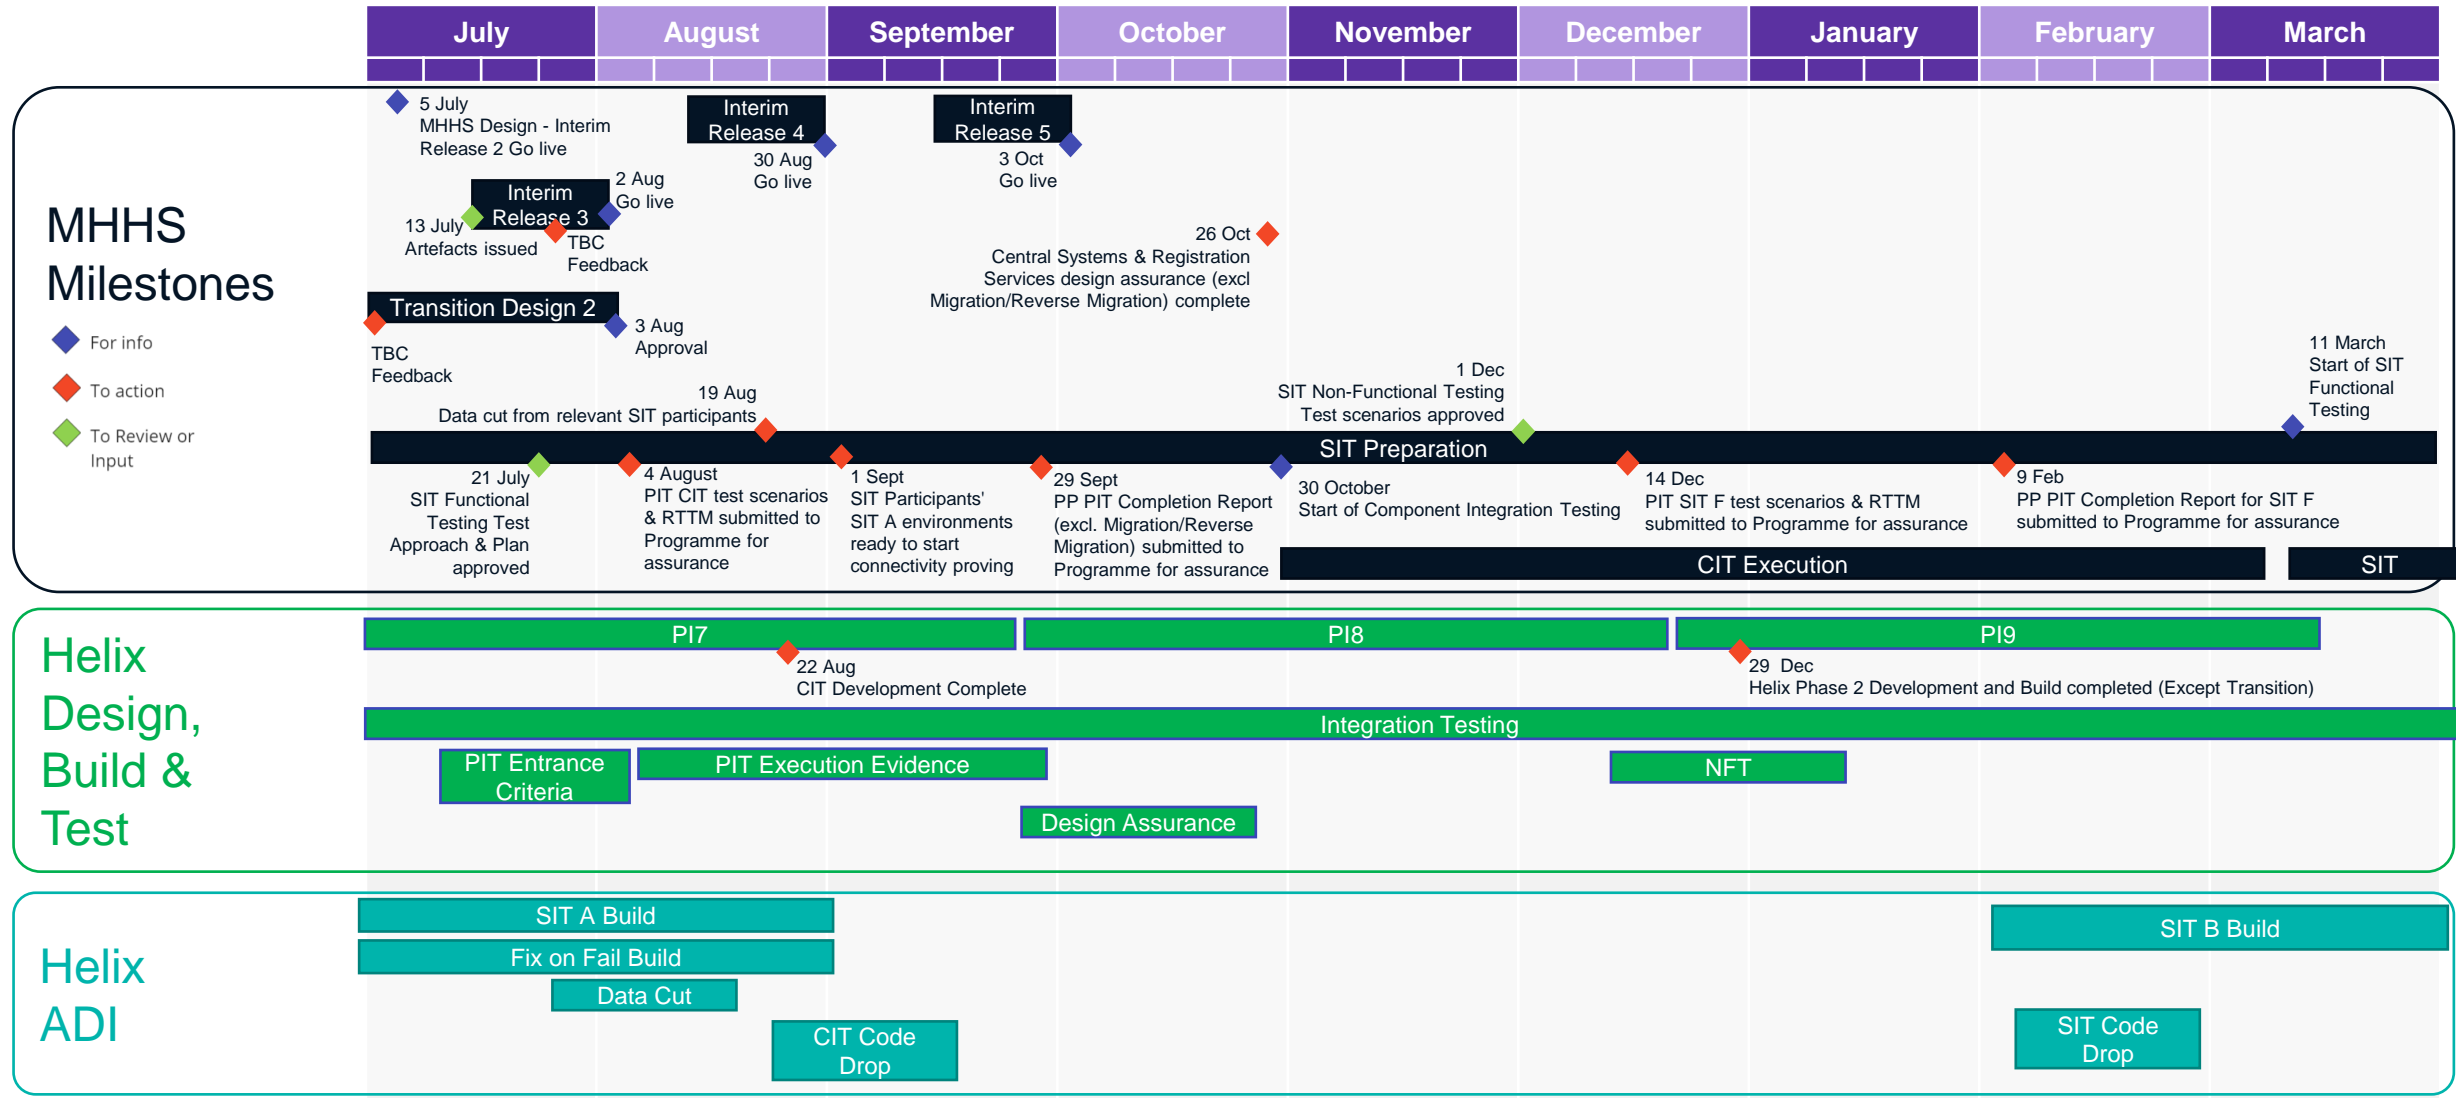 July
August
September
October
November
December
January
February
March
MHHS
Milestones
For info
To action
To Review or
Input
5 July
MHHS Design - Interim
Release 2 Go live
Interim
Release 3
13 July
Artefacts issued
2 Aug
Go live
TBC
Feedback
Interim
Release 4
30 Aug
Go live
Interim
Release 5
3 Oct
Go live
26 Oct
Central Systems & Registration
Services design assurance (excl
Migration/Reverse Migration) complete
Transition Design 2
TBC
Feedback
3 Aug
Approval
19 Aug
Data cut from relevant SIT participants
1 Dec
SIT Non-Functional Testing
Test scenarios approved
11 March
Start of SIT
Functional
Testing
SIT Preparation
21 July
SIT Functional
Testing Test
Approach & Plan
approved
4 August
PIT CIT test scenarios
& RTTM submitted to
Programme for
assurance
1 Sept
SIT Participants'
SIT A environments
ready to start
connectivity proving
29 Sept
PP PIT Completion Report
(excl. Migration/Reverse
Migration) submitted to
Programme for assurance
30 October
Start of Component Integration Testing
14 Dec
PIT SIT F test scenarios & RTTM
submitted to Programme for assurance
9 Feb
PP PIT Completion Report for SIT F
submitted to Programme for assurance
CIT Execution
SIT
Helix
Design,
Build &
Test
PI7
PI8
PI9
22 Aug
CIT Development Complete
29 Dec
Helix Phase 2 Development and Build completed (Except Transition)
Integration Testing
PIT Entrance
Criteria
PIT Execution Evidence
NFT
Design Assurance
Helix
ADI
SIT A Build
SIT B Build
Fix on Fail Build
Data Cut
CIT Code
Drop
SIT Code
Drop